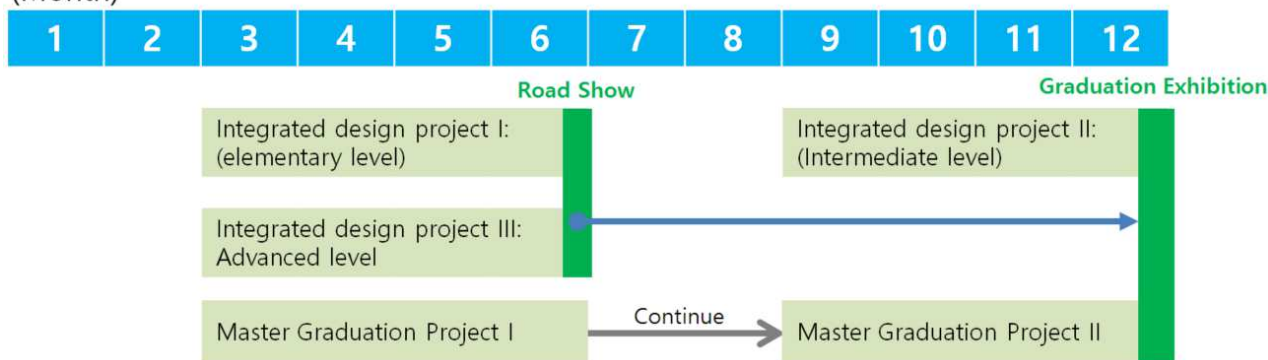 1 2 3 4 5 6 7 8 9 10 11 12
Road Show
Graduation Exhibition
Integrated design project I:
(elementary level)
Integrated design project II:
(Intermediate level)
Integrated design project III:
Advanced level
Master Graduation Project I
Continue
Master Graduation Project II